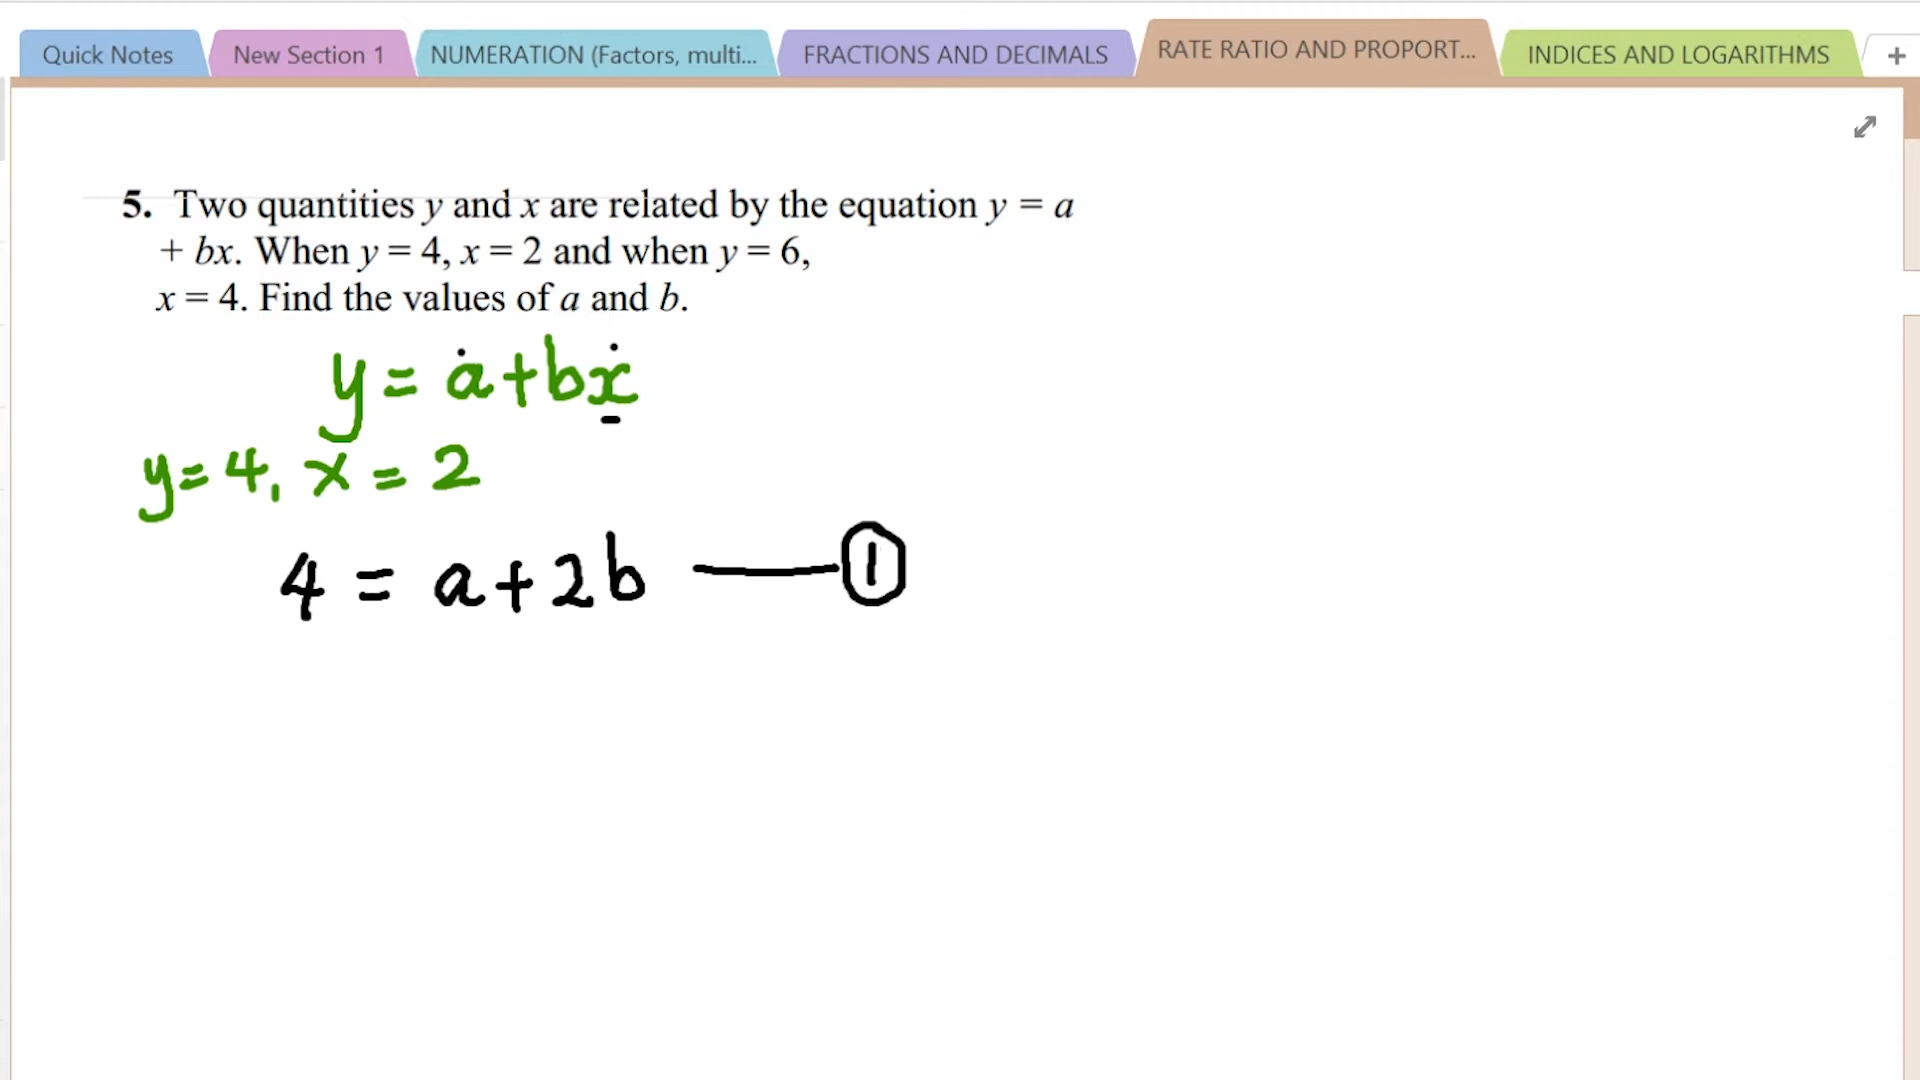 Quick Notes
New Section 1
NUMERATION (Factors, multi...
FRACTIONS AND DECIMALS
RATE RATIO AND PROPORT...
INDICES AND LOGARITHMS
+
5. Two quantities y and x are related by the equation y = a
+ bx. When y = 4, x = 2 and when y = 6,
x = 4. Find the values of a and b.
y = a+bx
y=4, x = 2
4 = a+2b —— ①